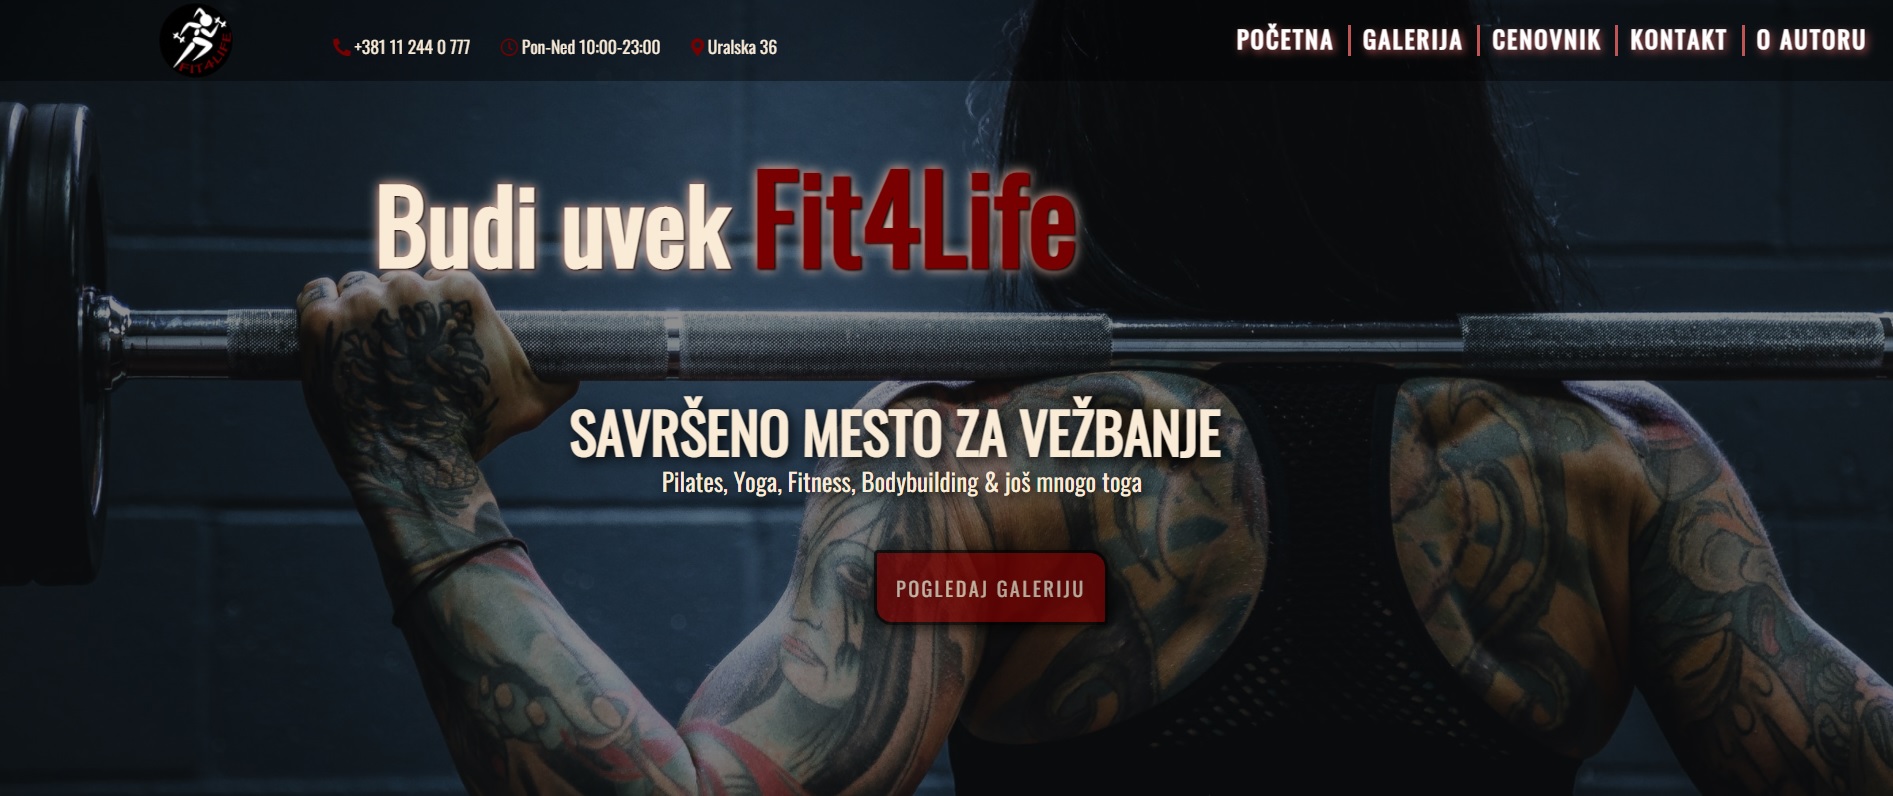 FIT4LIFE
+381 11 244 0 777
Pon-Ned 10:00-23:00
Uralska 36
POČETNA
GALERIJA
CENOVNIK
KONTAKT
O AUTORU
Budi uvek Fit4Life
SAVRŠENO MESTO ZA VEŽBANJE
Pilates, Yoga, Fitness, Bodybuilding & još mnogo toga
POGLEDAJ GALERIJU